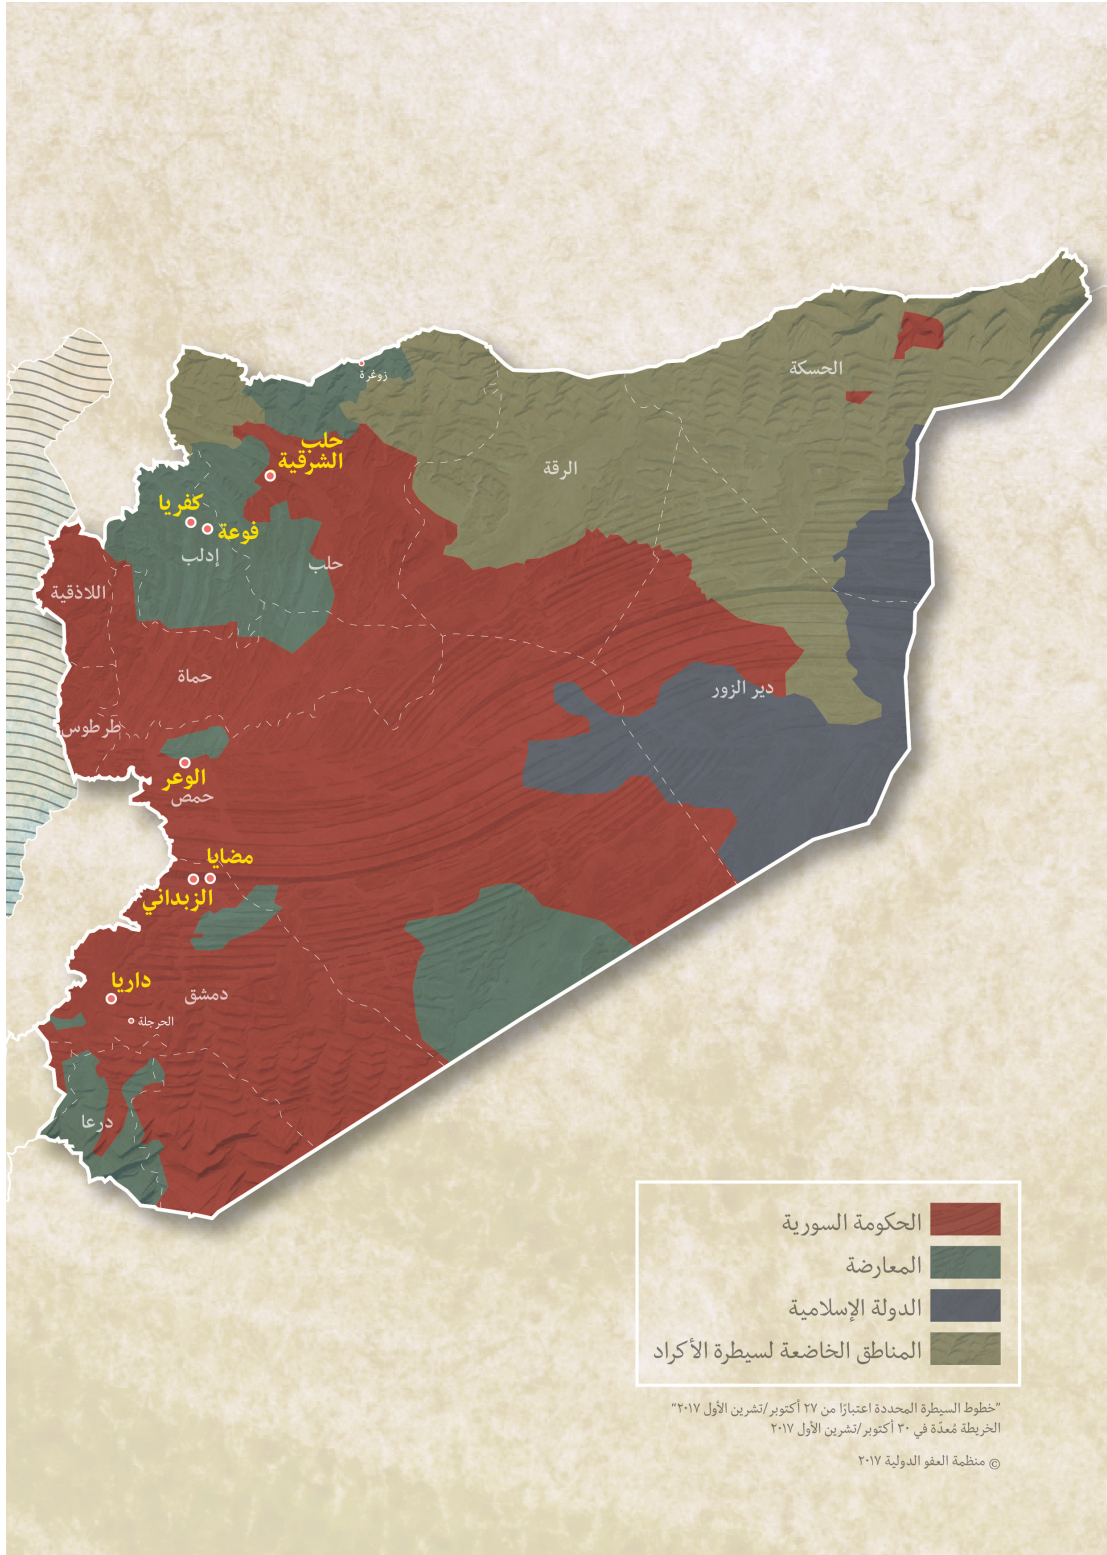 زوغرة
الحسكة
حلب
الشرقية
الرقة
كفريا
فوعة
إدلب
حلب
اللاذقية
حماة
دير الزور
طرطوس
الوعر
حمص
مضايا
الزبداني
داريا
دمشق
الحرجلة
درعا
الحكومة السورية
المعارضة
الدولة الإسلامية
المناطق الخاضعة لسيطرة الأكراد
"خطوط السيطرة المحددة اعتبارًا من ٢٧ أكتوبر/تشرين الأول ٢٠١٧"
الخريطة مُعدّة في ٣٠ أكتوبر/تشرين الأول ٢٠١٧
© منظمة العفو الدولية ٢٠١٧